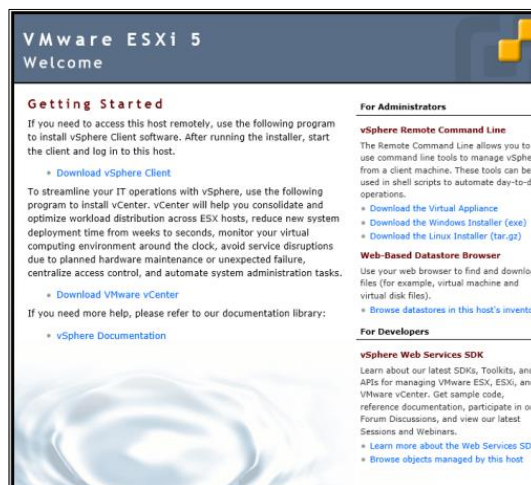 VMware ESXi 5
Welcome
Getting Started
If you need to access this host remotely, use the following program
to install vSphere Client software. After running the installer, start
the client and log in to this host.
Download vSphere Client
To streamline your IT operations with vSphere, use the following
program to install vCenter. vCenter will help you consolidate and
optimize workload distribution across ESX hosts, reduce new system
deployment time from weeks to seconds, monitor your virtual
computing environment around the clock, avoid service disruptions
due to planned hardware maintenance or unexpected failure,
centralize access control, and automate system administration tasks.
Download VMware vCenter
If you need more help, please refer to our documentation library:
vSphere Documentation
For Administrators
vSphere Remote Command Line
The Remote Command Line allows you to
use command line tools to manage vSphe
from a client machine. These tools can be
used in shell scripts to automate day-to-d
operations.
Download the Virtual Appliance
Download the Windows Installer (exe)
Download the Linux Installer (tar.gz)
Web-Based Datastore Browser
Use your web browser to find and downloa
files (for example, virtual machine and
virtual disk files).
Browse datastores in this host's invento
For Developers
vSphere Web Services SDK
Learn about our latest SDKs, Toolkits, and
APIs for managing VMware ESX, ESXi, an
VMware vCenter. Get sample code,
reference documentation, participate in ou
Forum Discussions, and view our latest
Sessions and Webinars.
Learn more about the Web Services SD
Browse objects managed by this host